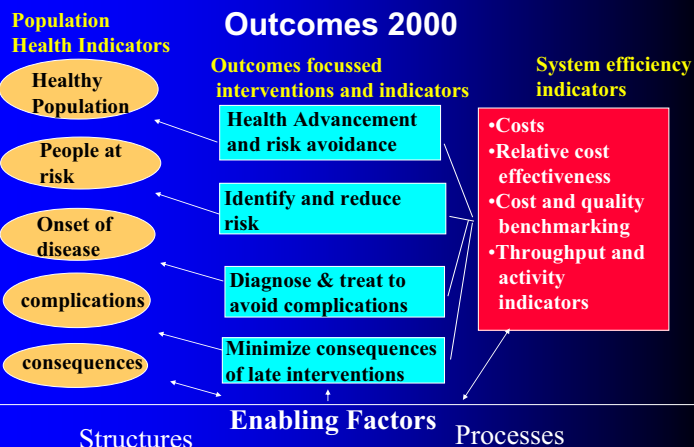 Outcomes 2000
Population
Health Indicators
Healthy
Population
People at
risk
Onset of
disease
complications
consequences
Outcomes focussed
interventions and indicators
Health Advancement
and risk avoidance
Identify and reduce
risk
Diagnose & treat to
avoid complications
Minimize consequences
of late interventions
System efficiency
indicators
•Costs
•Relative cost
effectiveness
•Cost and quality
benchmarking
•Throughput and
activity
indicators
Enabling Factors
Structures
Processes